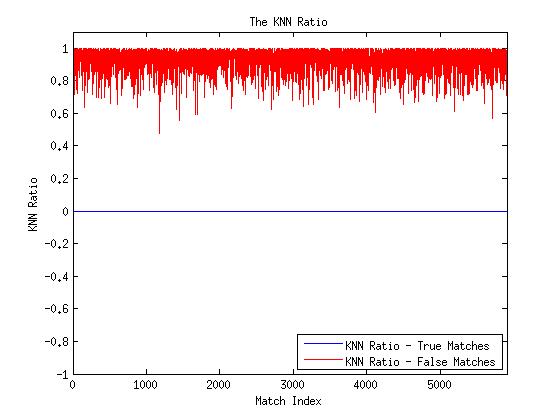 The KNN Ratio
1
0.8
0.6
0.4
0.2
0
-0.2
-0.4
-0.6
-0.8
-1
KNN Ratio
0 1000 2000 3000 4000 5000
Match Index
KNN Ratio - True Matches
KNN Ratio - False Matches